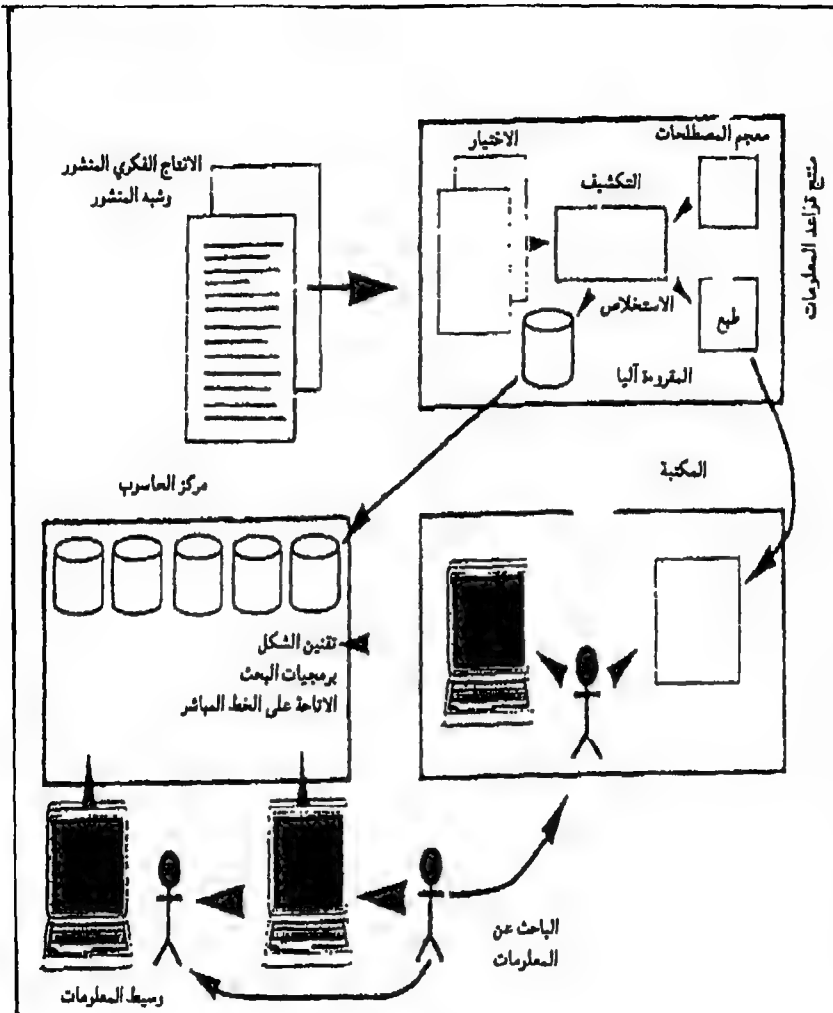 معجم المصطلحات
الاختيار
التكشيف
الانتاج الفكري المنشور
وشبه المنشور
منتج قواعد المعلومات
الاستخلاص
طبع
المقروءة آليا
المكتبة
مركز الحاسوب
تقنين الشكل
برمجيات البحث
الاتاحة على الخط المباشر
الباحث عن
المعلومات
وسيط المعلومات